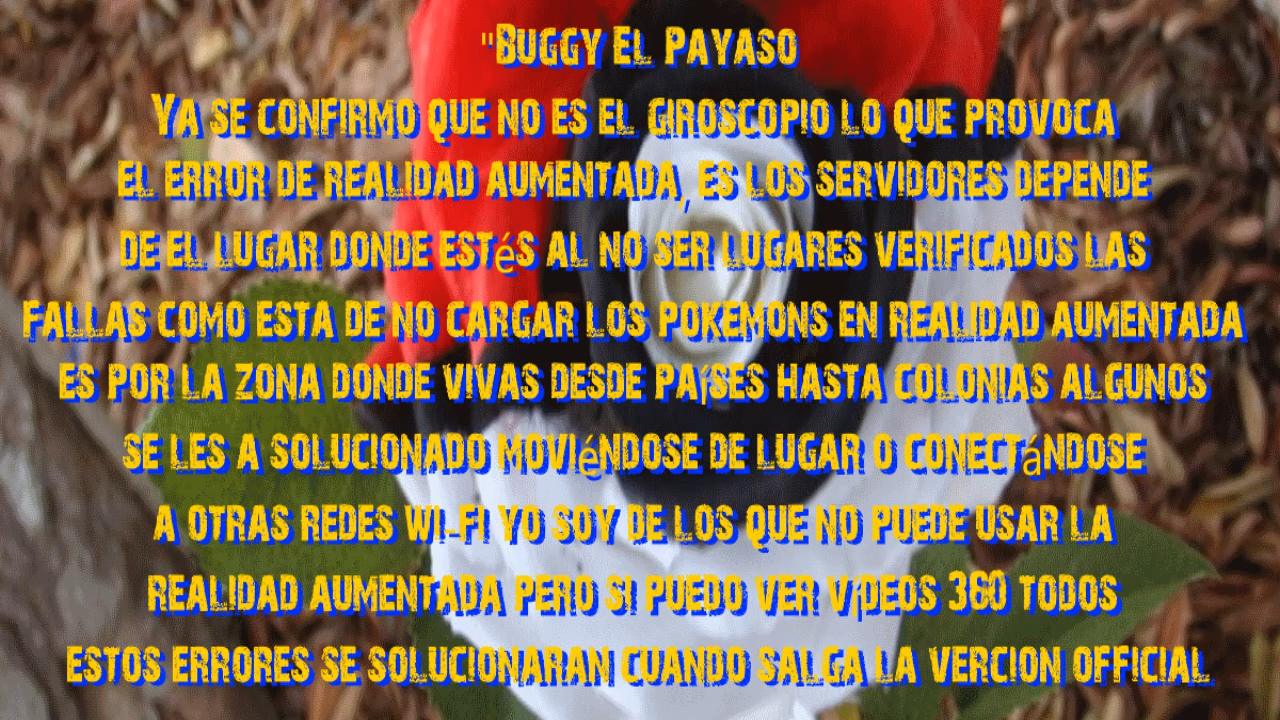 "Buggy El Payaso
Ya se confirmo que no es el giroscopio lo que provoca
el error de realidad aumentada, es los servidores depende
de el lugar donde estés al no ser lugares verificados las
fallas como esta de no cargar los pokemons en realidad aumentada
es por la zona donde vivas desde países hasta colonias algunos
se les a solucionado moviéndose de lugar o conectándose
a otras redes wi-fi yo soy de los que no puede usar la
realidad aumentada pero si puedo ver vídeos 360 todos
estos errores se solucionaran cuando salga la vercion official